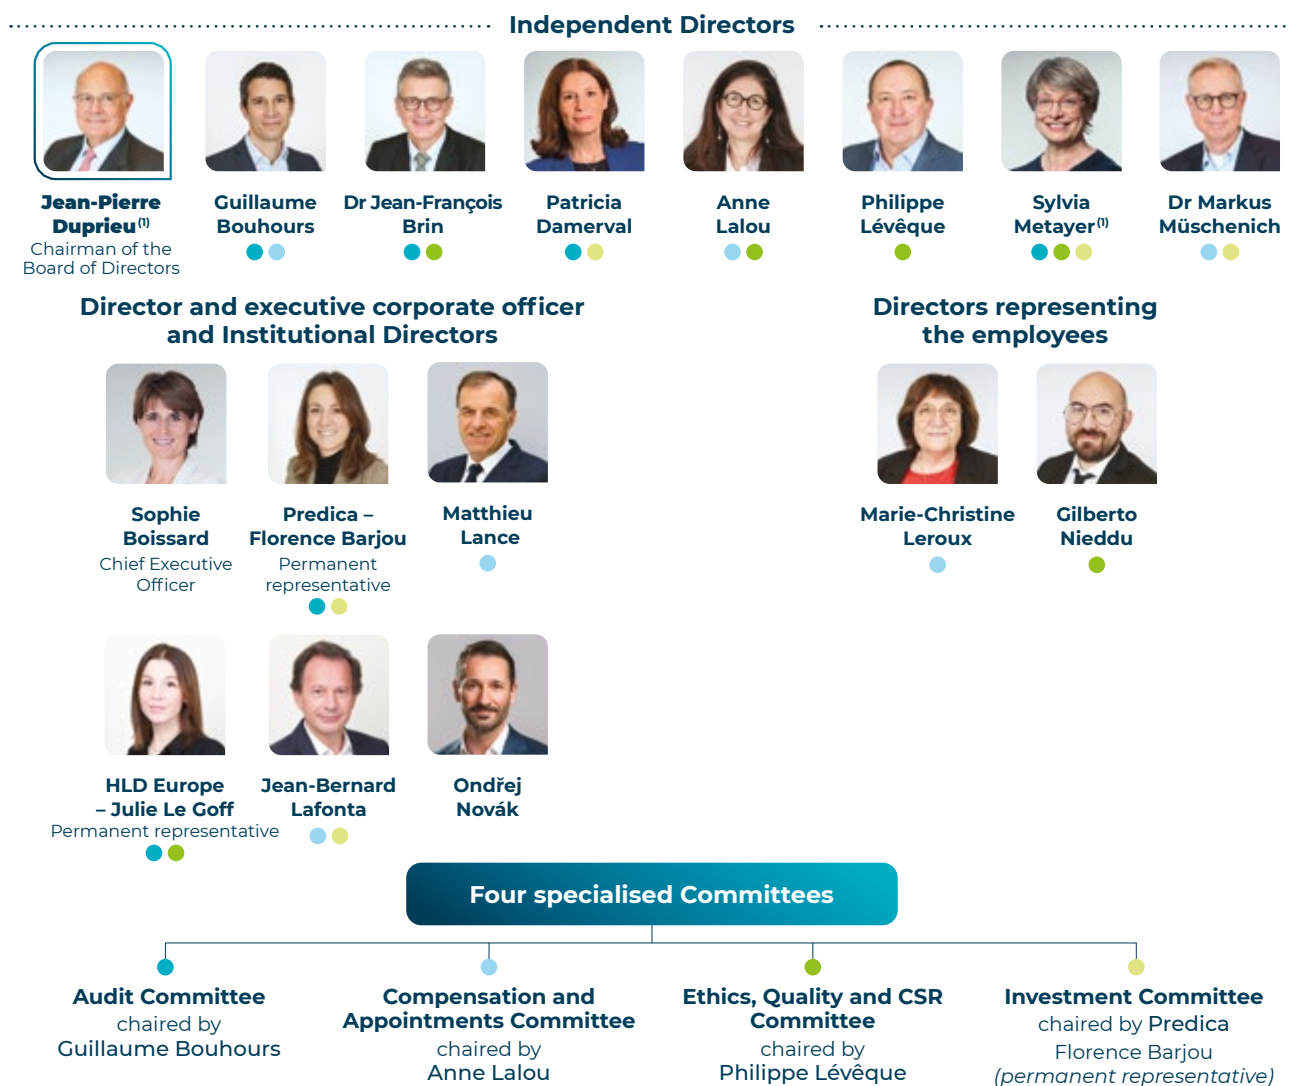 Independent Directors
Jean-Pierre
Duprieu(1)
Chairman of the
Board of Directors
Guillaume
Bouhours
Dr Jean-François
Brin
Patricia
Damerval
Anne
Lalou
Philippe
Lévêque
Sylvia
Metayer(1)
Dr Markus
Müschenich
Director and executive corporate officer
and Institutional Directors
Sophie
Boissard
Chief Executive
Officer
Predica –
Florence Barjou
Permanent
representative
Matthieu
Lance
HLD Europe
– Julie Le Goff
Permanent representative
Jean-Bernard
Lafonta
Ondřej
Novák
Directors representing
the employees
Marie-Christine
Leroux
Gilberto
Nieddu
Four specialised Committees
Audit Committee
chaired by
Guillaume Bouhours
Compensation and
Appointments Committee
chaired by
Anne Lalou
Ethics, Quality and CSR
Committee
chaired by
Philippe Lévêque
Investment Committee
chaired by Predica
Florence Barjou
(permanent representative)